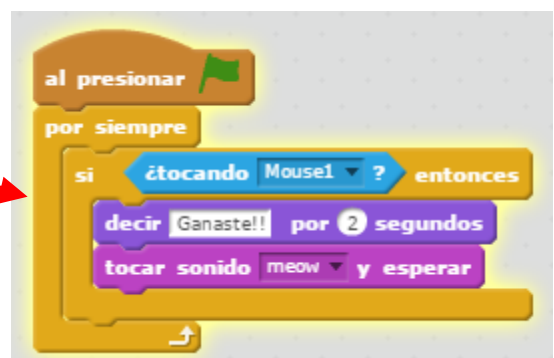 al presionar
por siempre
si ¿tocando Mouse1 ? entonces
decir Ganaste!! por 2 segundos
tocar sonido meow y esperar